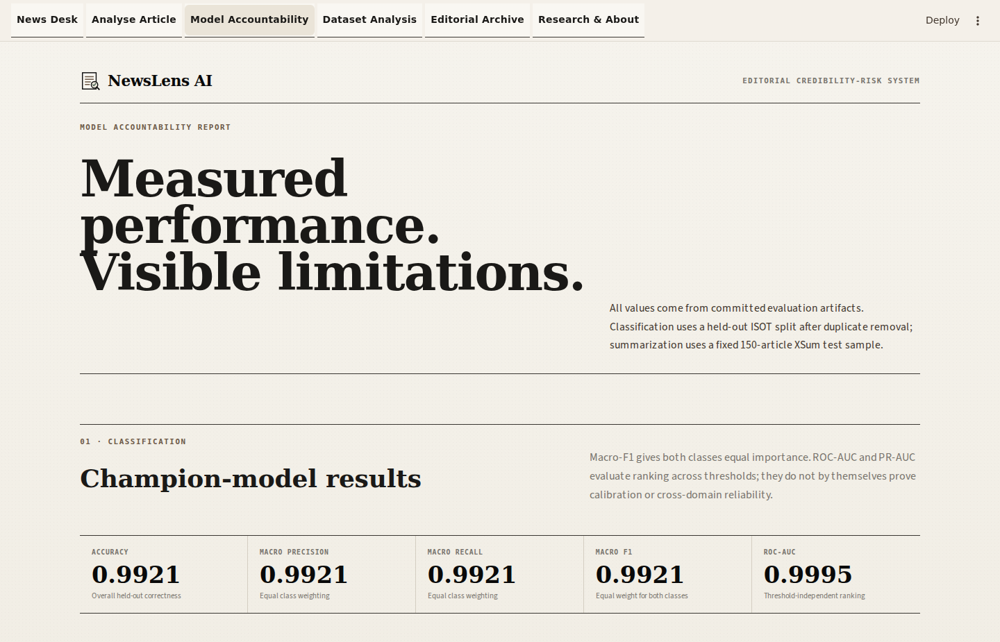 News Desk
Analyse Article
Model Accountability
Dataset Analysis
Editorial Archive
Research & About
Deploy
NewsLens AI
EDITORIAL CREDIBILITY-RISK SYSTEM
MODEL ACCOUNTABILITY REPORT
Measured
performance.
Visible limitations.
All values come from committed evaluation artifacts.
Classification uses a held-out ISOT split after duplicate removal;
summarization uses a fixed 150-article XSum test sample.
01 · CLASSIFICATION
Champion-model results
Macro-F1 gives both classes equal importance. ROC-AUC and PR-AUC
evaluate ranking across thresholds; they do not by themselves prove
calibration or cross-domain reliability.
ACCURACY
0.9921
Overall held-out correctness
MACRO PRECISION
0.9921
Equal class weighting
MACRO RECALL
0.9921
Equal class weighting
MACRO F1
0.9921
Equal weight for both classes
ROC-AUC
0.9995
Threshold-independent ranking